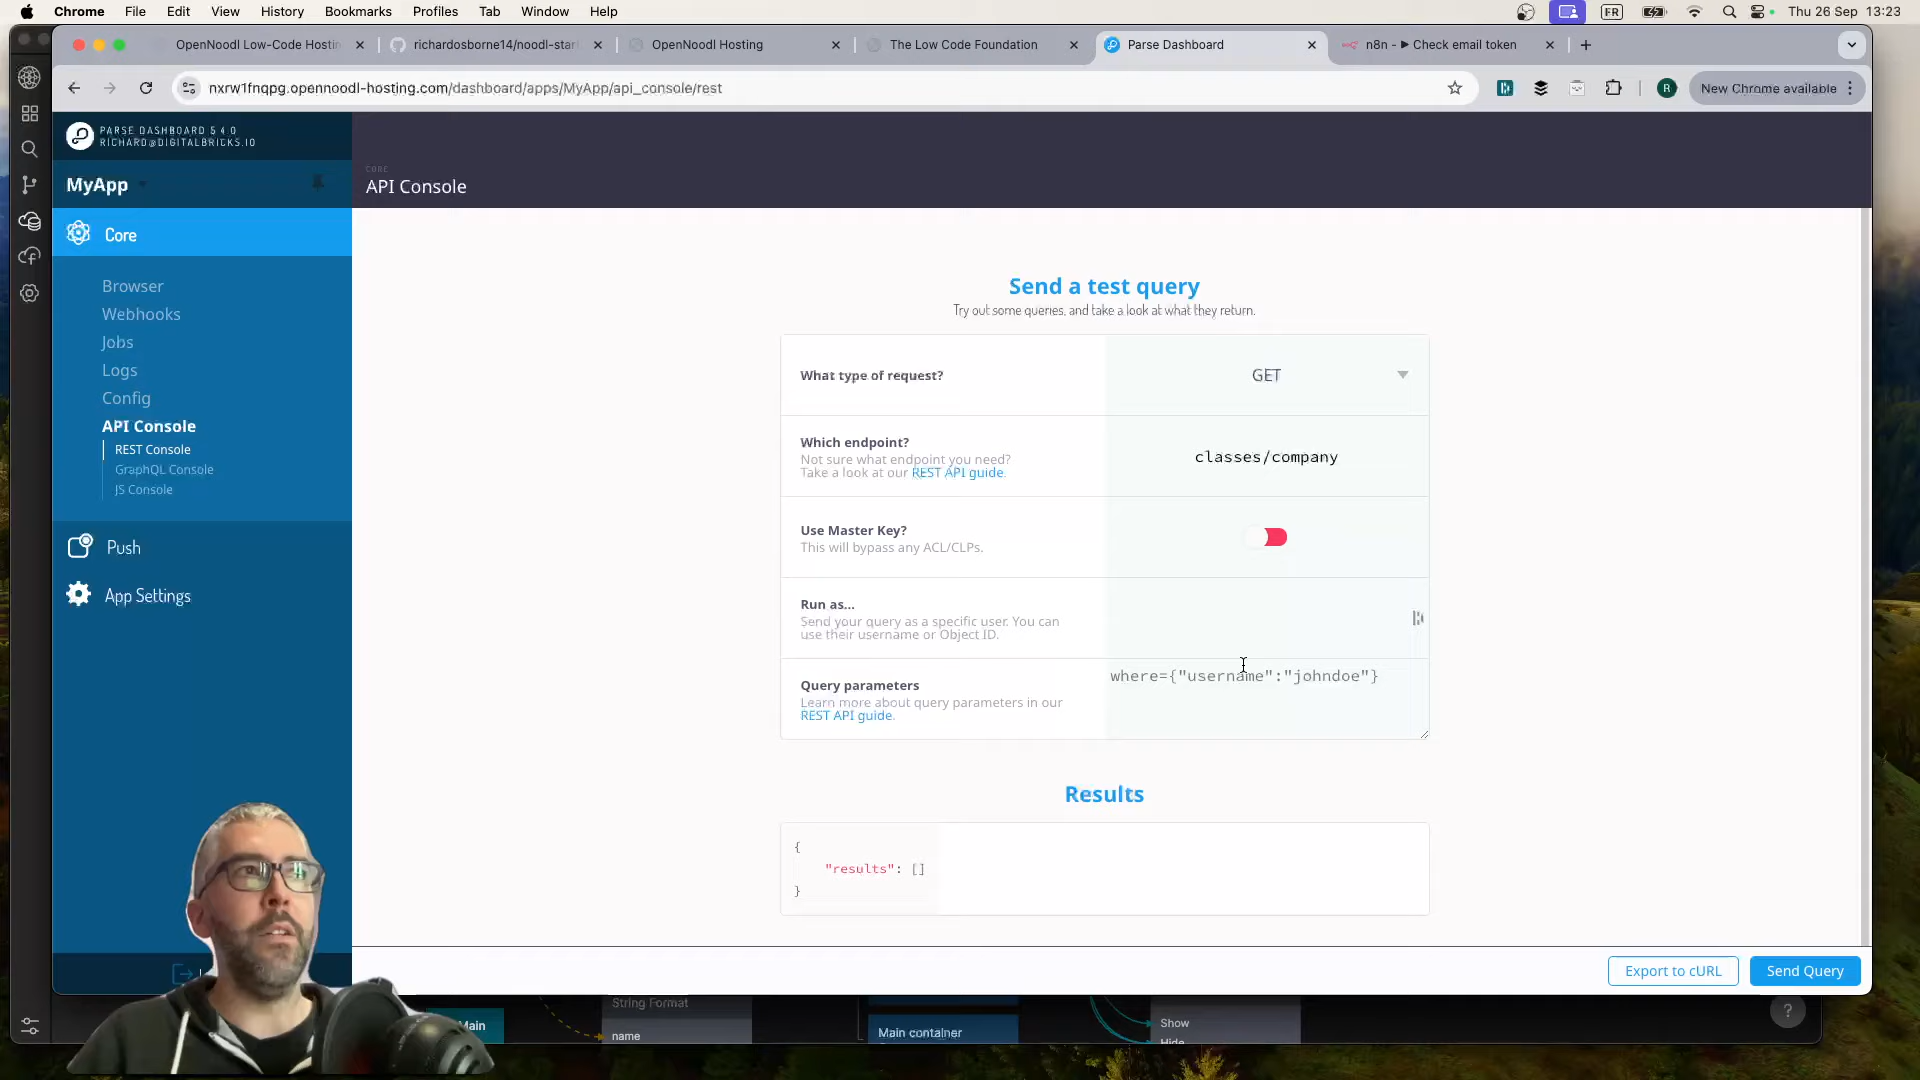 Chrome File Edit View History Bookmarks Profiles Tab Window Help FR Thu 26 Sep 13:23
OpenNoodl Low-Code Hostin richardosborne14/noodl-star OpenNoodl Hosting The Low Code Foundation Parse Dashboard n8n - ▶ Check email token
nxrw1fnqpg.opennoodl-hosting.com/dashboard/apps/MyApp/api_console/rest R New Chrome available
PARSE DASHBOARD 5.4.0
RICHARD@DIGITALBRICKS.IO
MyApp
CORE
API Console
Core
Browser
Webhooks
Jobs
Logs
Config
API Console
REST Console
GraphQL Console
JS Console
Push
App Settings
Send a test query
Try out some queries, and take a look at what they return.
What type of request?
GET
Which endpoint?
Not sure what endpoint you need?
Take a look at our REST API guide.
classes/company
Use Master Key?
This will bypass any ACL/CLPs.
Run as...
Send your query as a specific user. You can
use their username or Object ID.
Query parameters
Learn more about query parameters in our
REST API guide.
where={"username":"johndoe"}
Results
{
"results": []
}
Export to cURL Send Query
String Format
Main
name
Main container
Show
Hide
?